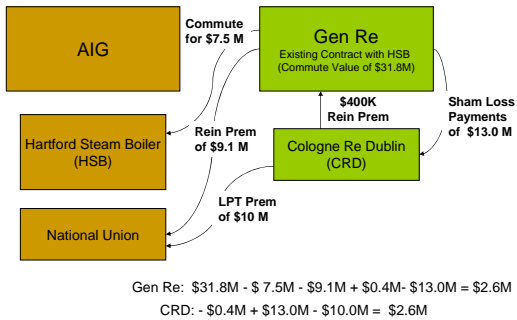 AIG
Commute
for $7.5 M
Gen Re
Existing Contract with HSB
(Commute Value of $31.8M)
$400K
Rein Prem
Sham Loss
Payments
of $13.0 M
Hartford Steam Boiler
(HSB)
Rein Prem
of $9.1 M
Cologne Re Dublin
(CRD)
LPT Prem
of $10 M
National Union
Gen Re: $31.8M - $ 7.5M - $9.1M + $0.4M- $13.0M = $2.6M
CRD: - $0.4M + $13.0M - $10.0M = $2.6M